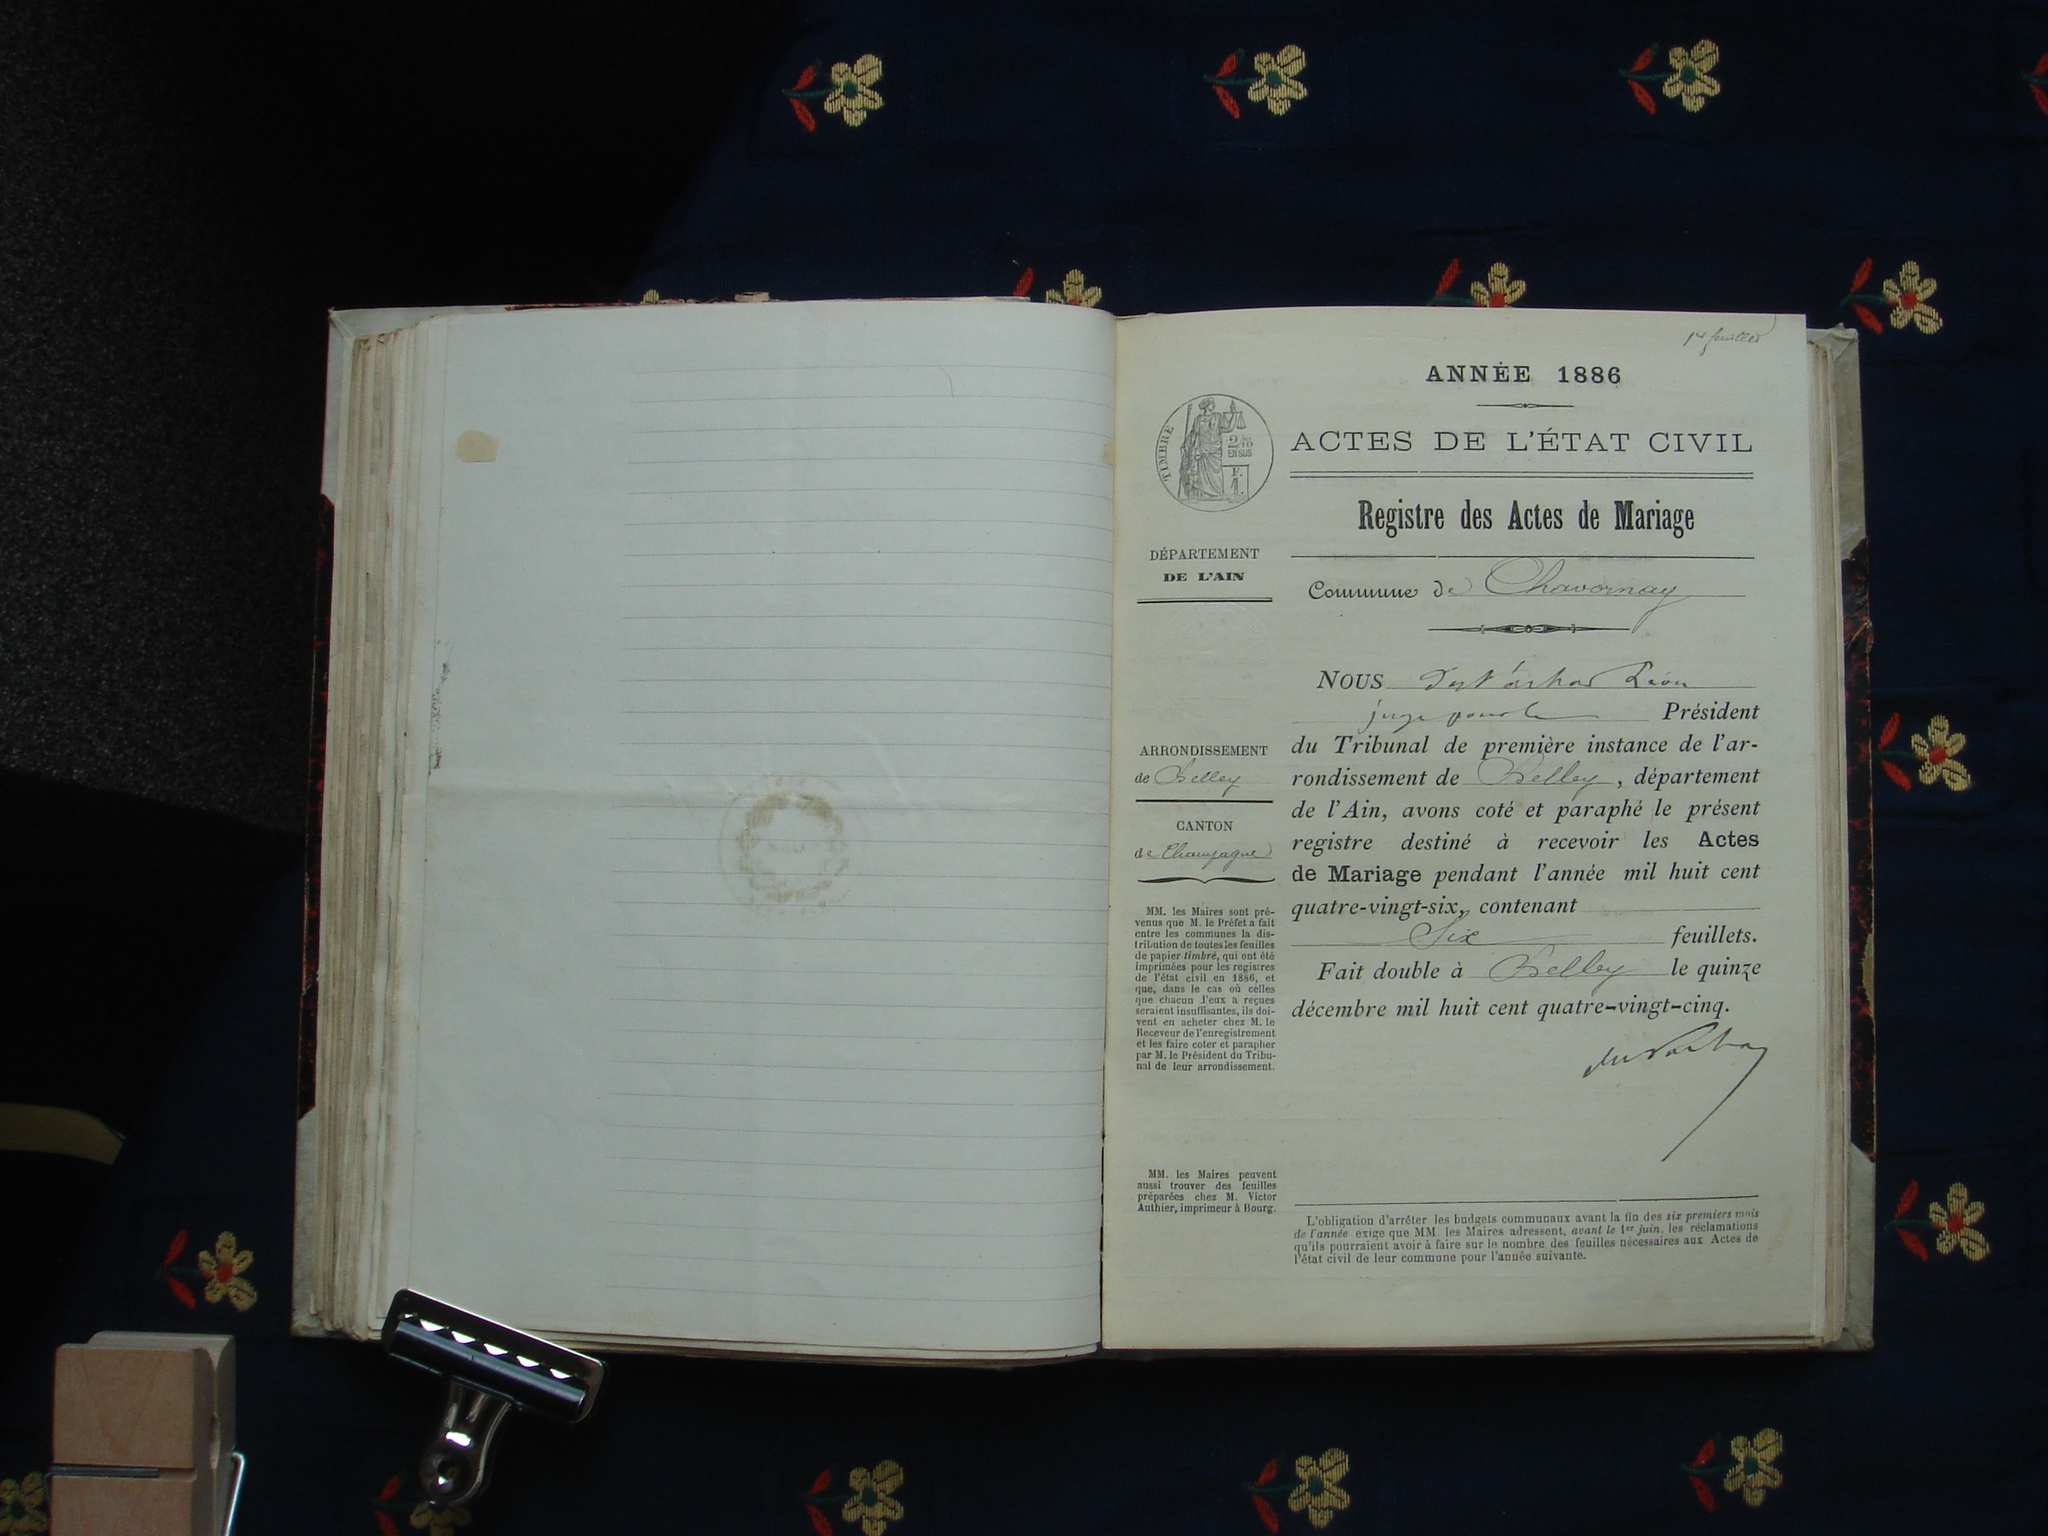 14 feuillets
ANNÉE 1886
ACTES DE L'ÉTAT CIVIL
Registre des Actes de Mariage
Commune de Chavornay
TIMBRE
2/10
EN SUS
F.
1.
DÉPARTEMENT
DE L'AIN
ARRONDISSEMENT
de Belley
CANTON
de Champagne
MM. les Maires sont pré-
venus que M. le Préfet a fait
entre les communes la dis-
tribution de toutes les feuilles
de papier timbré, qui ont été
imprimées pour les registres
de l'état civil en 1886, et
que, dans le cas où celles
que chacun d'eux a reçues
seraient insuffisantes, ils doi-
vent en acheter chez M. le
Receveur de l'enregistrement
et les faire coter et parapher
par M. le Président du Tribu-
nal de leur arrondissement.
MM. les Maires peuvent
aussi trouver des feuilles
préparées chez M. Victor
Authier, imprimeur à Bourg.
NOUS Léon
juge pour le Président
du Tribunal de première instance de l'ar-
rondissement de Belley, département
de l'Ain, avons coté et paraphé le présent
registre destiné à recevoir les Actes
de Mariage pendant l'année mil huit cent
quatre-vingt-six, contenant
Six feuillets.
Fait double à Belley le quinze
décembre mil huit cent quatre-vingt-cinq.
L'obligation d'arrêter les budgets communaux avant la fin des six premiers mois
de l'année exige que MM. les Maires adressent, avant le 1er juin, les réclamations
qu'ils pourraient avoir à faire sur le nombre des feuilles nécessaires aux Actes de
l'état civil de leur commune pour l'année suivante.